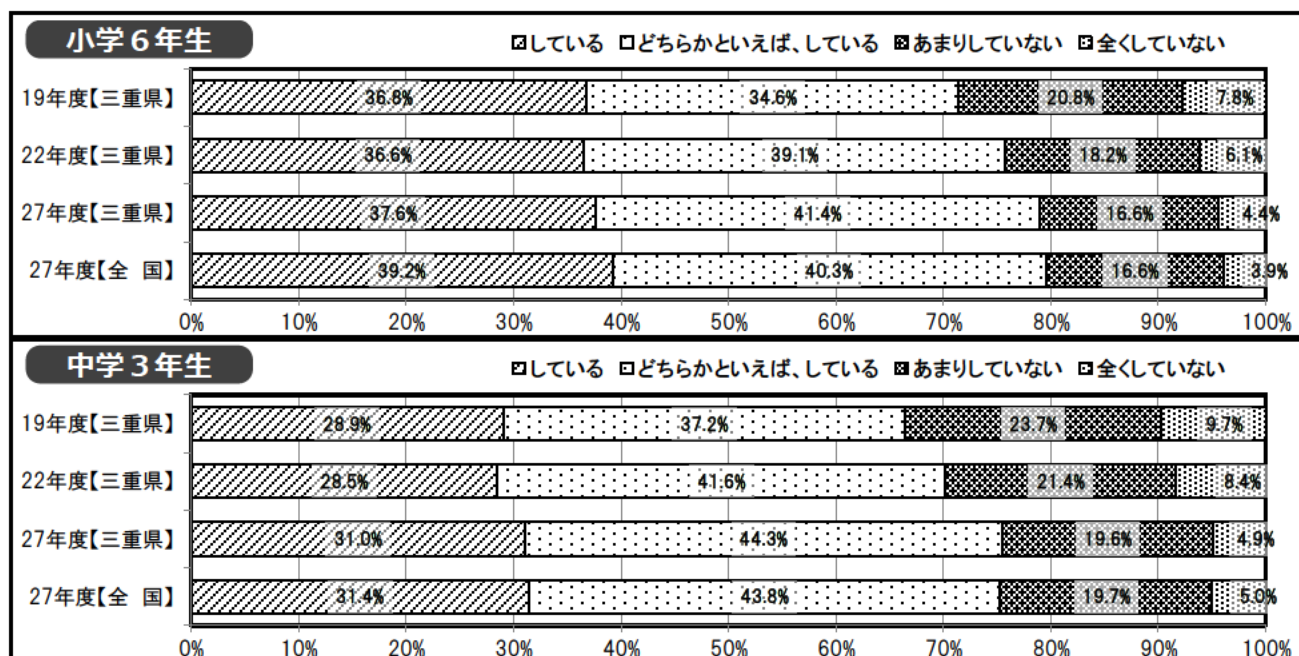 小学６年生
している どちらかといえば、している あまりしていない 全くしていない
19年度【三重県】 36.8% 34.6% 20.8% 7.8%
22年度【三重県】 36.6% 39.1% 18.2% 6.1%
27年度【三重県】 37.6% 41.4% 16.6% 4.4%
27年度【全 国】 39.2% 40.3% 16.6% 3.9%
0% 10% 20% 30% 40% 50% 60% 70% 80% 90% 100%
中学３年生
している どちらかといえば、している あまりしていない 全くしていない
19年度【三重県】 28.9% 37.2% 23.7% 9.7%
22年度【三重県】 28.5% 41.6% 21.4% 8.4%
27年度【三重県】 31.0% 44.3% 19.6% 4.9%
27年度【全 国】 31.4% 43.8% 19.7% 5.0%
0% 10% 20% 30% 40% 50% 60% 70% 80% 90% 100%